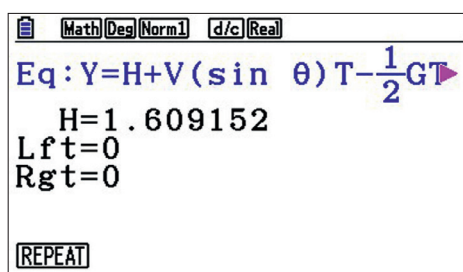 Math Deg Norm1 d/c Real
Eq:Y=H+V(sin θ)T-1/2GT
H=1.609152
Lft=0
Rgt=0
REPEAT